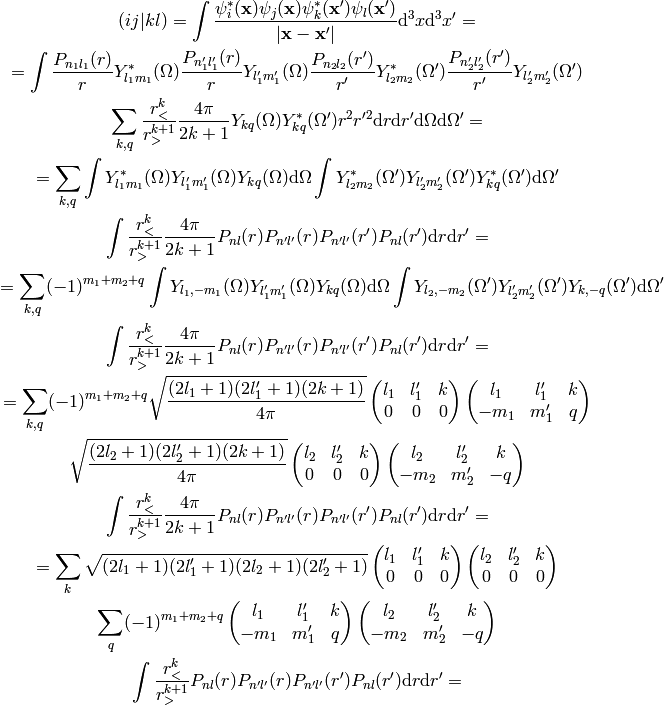 $(ij|kl) = \int \frac{\psi_i^*(\mathbf{x})\psi_j(\mathbf{x})\psi_k^*(\mathbf{x}')\psi_l(\mathbf{x}')}{|\mathbf{x}-\mathbf{x}'|} \mathrm{d}^3x\mathrm{d}^3x' =$
$= \int \frac{P_{n_1l_1}(r)}{r} Y_{l_1m_1}^*(\Omega) \frac{P_{n_1'l_1'}(r)}{r} Y_{l_1'm_1'}(\Omega) \frac{P_{n_2l_2}(r')}{r'} Y_{l_2m_2}^*(\Omega') \frac{P_{n_2'l_2'}(r')}{r'} Y_{l_2'm_2'}(\Omega')$
$\sum_{k,q} \frac{r_<^k}{r_>^{k+1}} \frac{4\pi}{2k+1} Y_{kq}(\Omega) Y_{kq}^*(\Omega') r^2 r'^2 \mathrm{d}r\mathrm{d}r'\mathrm{d}\Omega\mathrm{d}\Omega' =$
$= \sum_{k,q} \int Y_{l_1m_1}^*(\Omega) Y_{l_1'm_1'}(\Omega) Y_{kq}(\Omega) \mathrm{d}\Omega \int Y_{l_2m_2}^*(\Omega') Y_{l_2'm_2'}(\Omega') Y_{kq}^*(\Omega') \mathrm{d}\Omega'$
$\int \frac{r_<^k}{r_>^{k+1}} \frac{4\pi}{2k+1} P_{nl}(r) P_{n'l'}(r) P_{n'l'}(r') P_{nl}(r') \mathrm{d}r\mathrm{d}r' =$
$= \sum_{k,q} (-1)^{m_1+m_2+q} \int Y_{l_1,-m_1}(\Omega) Y_{l_1'm_1'}(\Omega) Y_{kq}(\Omega) \mathrm{d}\Omega \int Y_{l_2,-m_2}(\Omega') Y_{l_2'm_2'}(\Omega') Y_{k,-q}(\Omega') \mathrm{d}\Omega'$
$\int \frac{r_<^k}{r_>^{k+1}} \frac{4\pi}{2k+1} P_{nl}(r) P_{n'l'}(r) P_{n'l'}(r') P_{nl}(r') \mathrm{d}r\mathrm{d}r' =$
$= \sum_{k,q} (-1)^{m_1+m_2+q} \sqrt{\frac{(2l_1+1)(2l_1'+1)(2k+1)}{4\pi}} \begin{pmatrix} l_1 & l_1' & k \\ 0 & 0 & 0 \end{pmatrix} \begin{pmatrix} l_1 & l_1' & k \\ -m_1 & m_1' & q \end{pmatrix}$
$\sqrt{\frac{(2l_2+1)(2l_2'+1)(2k+1)}{4\pi}} \begin{pmatrix} l_2 & l_2' & k \\ 0 & 0 & 0 \end{pmatrix} \begin{pmatrix} l_2 & l_2' & k \\ -m_2 & m_2' & -q \end{pmatrix}$
$\int \frac{r_<^k}{r_>^{k+1}} \frac{4\pi}{2k+1} P_{nl}(r) P_{n'l'}(r) P_{n'l'}(r') P_{nl}(r') \mathrm{d}r\mathrm{d}r' =$
$= \sum_k \sqrt{(2l_1+1)(2l_1'+1)(2l_2+1)(2l_2'+1)} \begin{pmatrix} l_1 & l_1' & k \\ 0 & 0 & 0 \end{pmatrix} \begin{pmatrix} l_2 & l_2' & k \\ 0 & 0 & 0 \end{pmatrix}$
$\sum_q (-1)^{m_1+m_2+q} \begin{pmatrix} l_1 & l_1' & k \\ -m_1 & m_1' & q \end{pmatrix} \begin{pmatrix} l_2 & l_2' & k \\ -m_2 & m_2' & -q \end{pmatrix}$
$\int \frac{r_<^k}{r_>^{k+1}} P_{nl}(r) P_{n'l'}(r) P_{n'l'}(r') P_{nl}(r') \mathrm{d}r\mathrm{d}r' =$